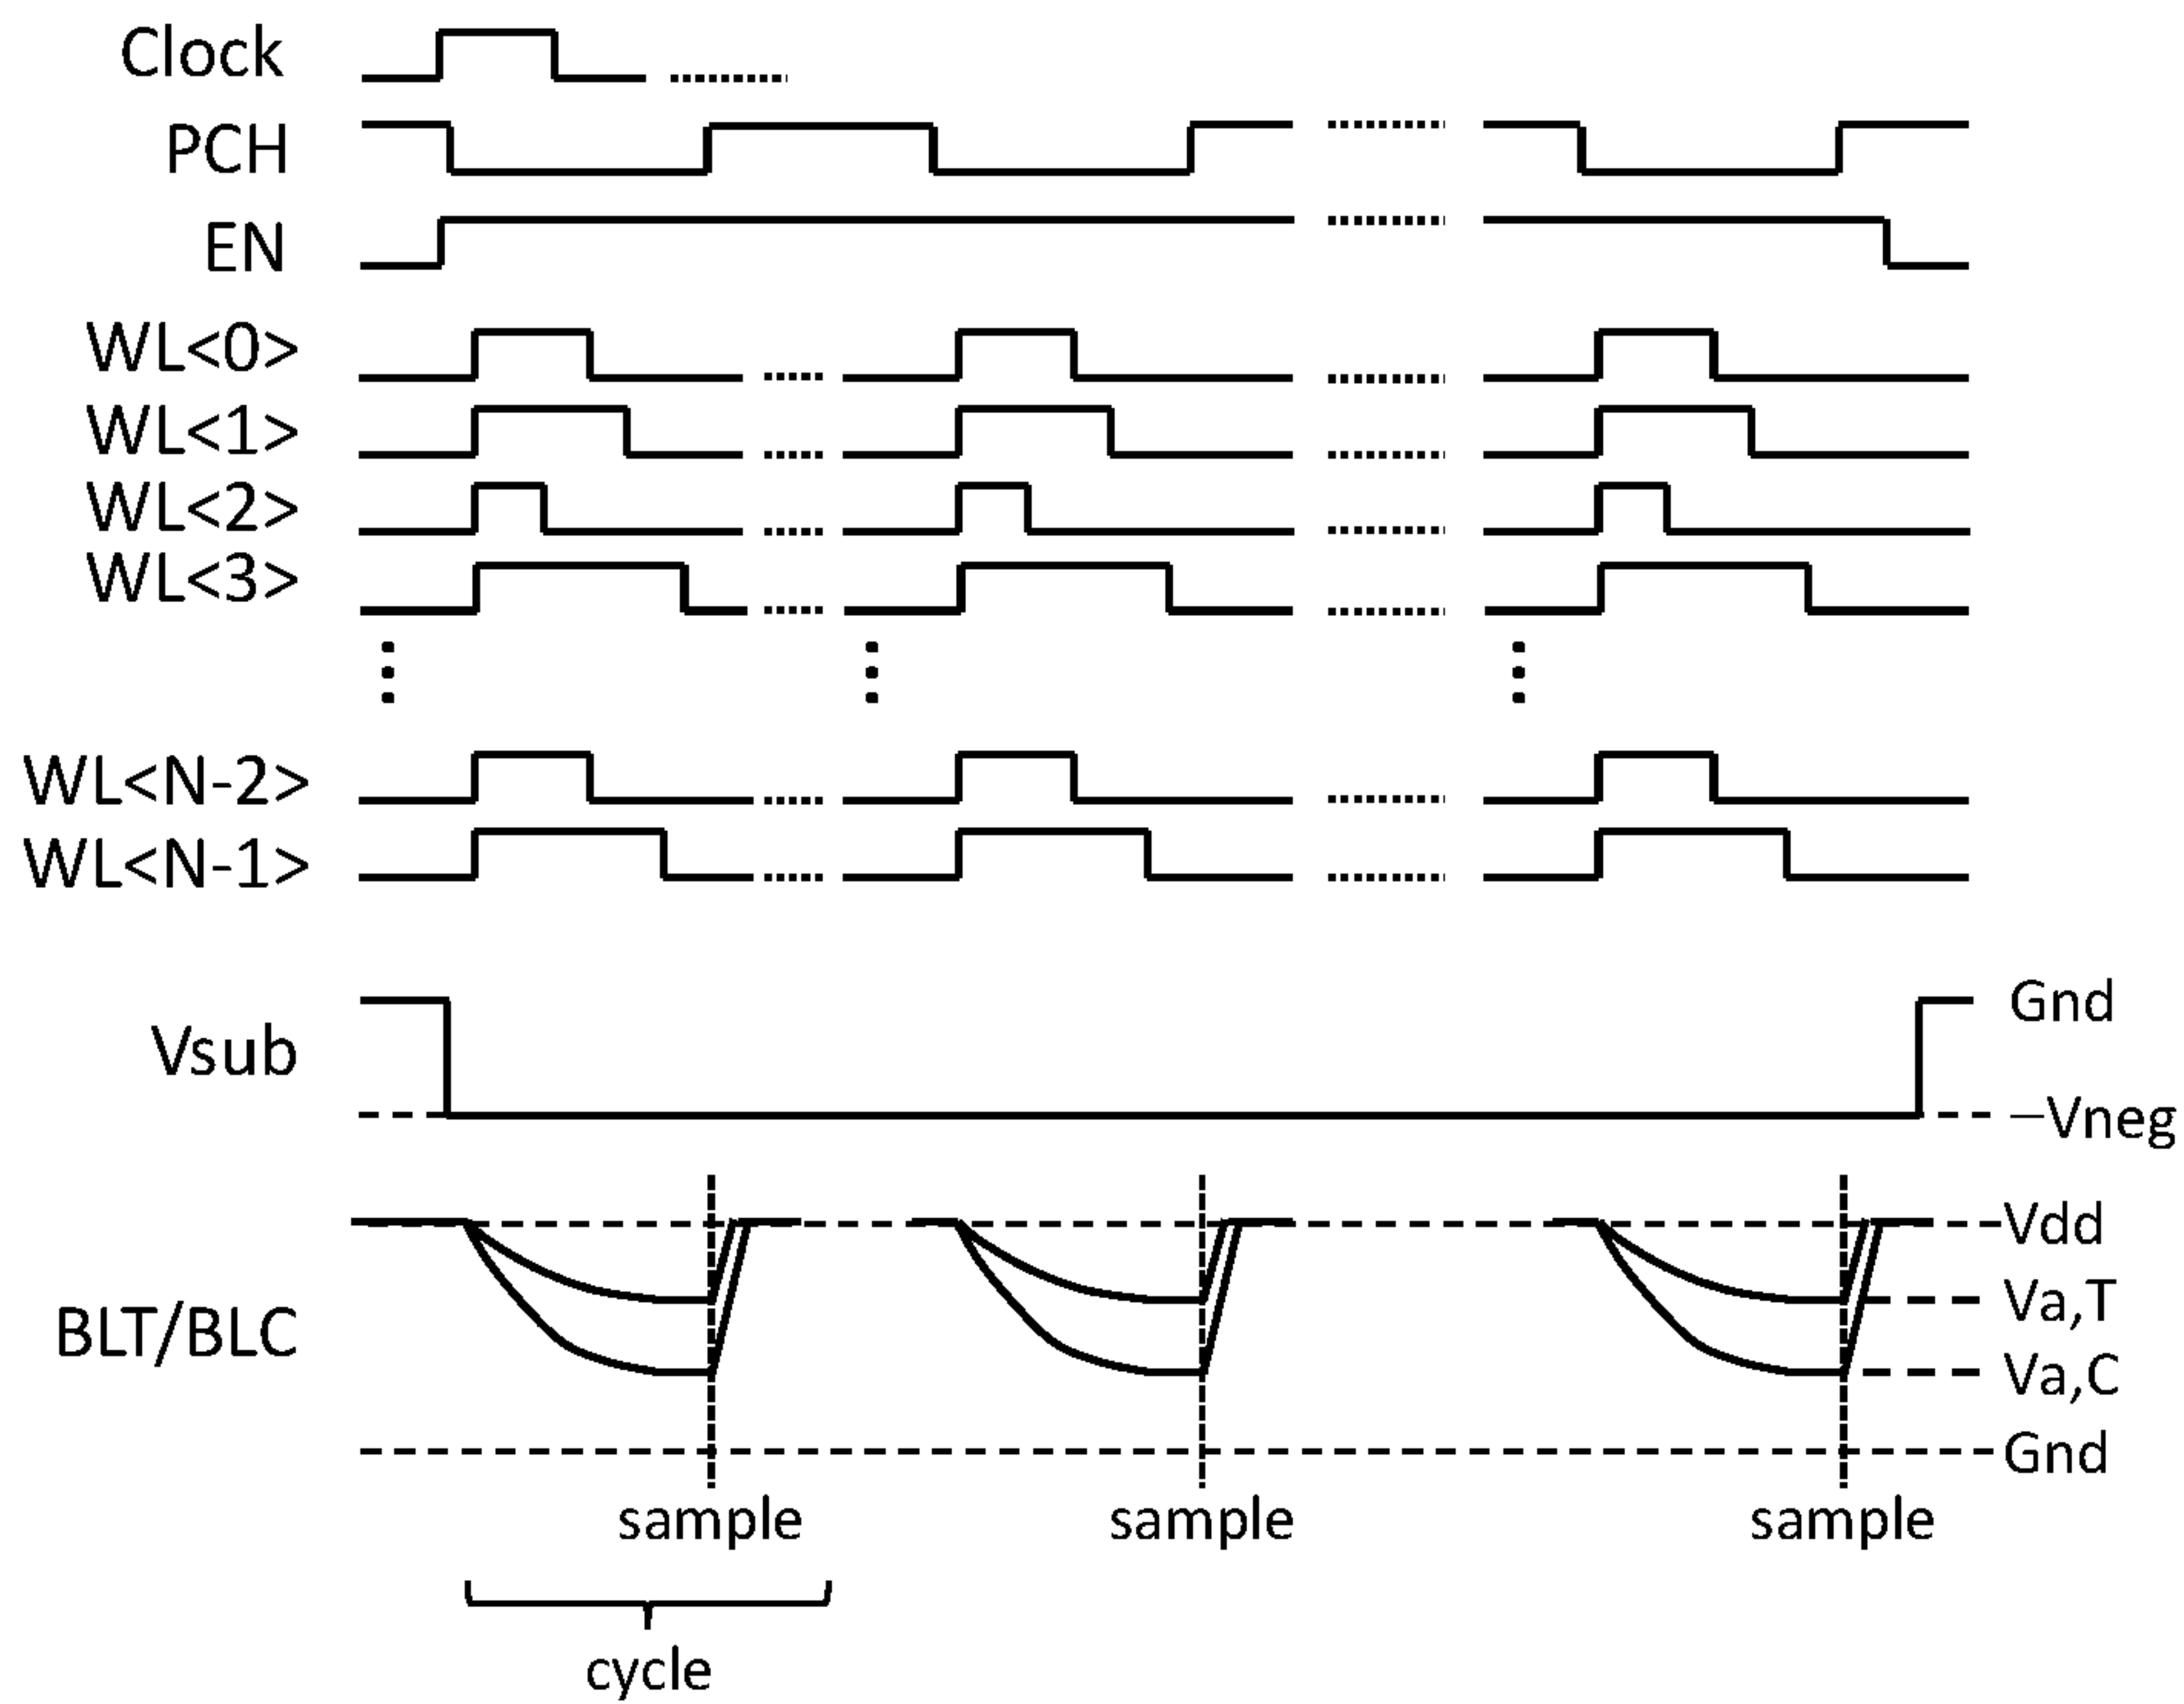 Clock
PCH
EN
WL<0>
WL<1>
WL<2>
WL<3>
WL<N-2>
WL<N-1>
Gnd
Vsub
–Vneg
Vdd
Va,T
BLT/BLC
Va,C
Gnd
sample sample sample
cycle